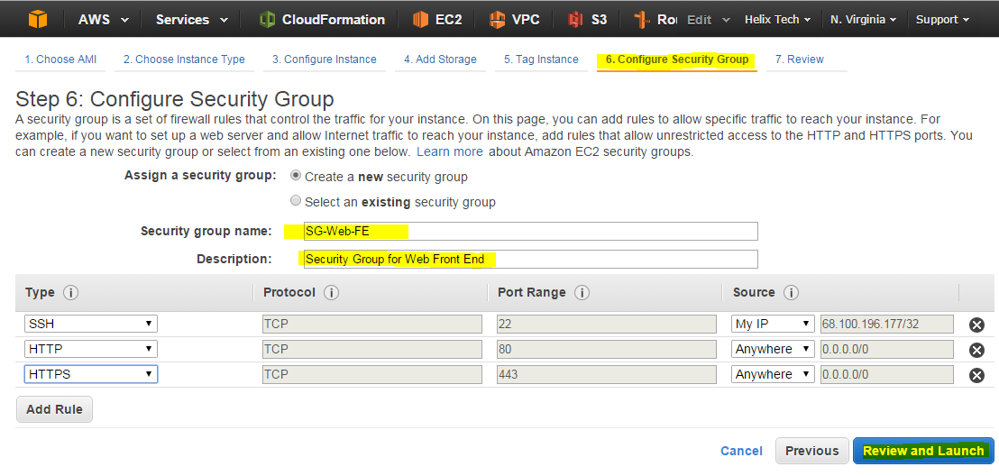 AWS Services CloudFormation EC2 VPC S3 Edit Helix Tech N. Virginia Support
1. Choose AMI 2. Choose Instance Type 3. Configure Instance 4. Add Storage 5. Tag Instance 6. Configure Security Group 7. Review
Step 6: Configure Security Group
A security group is a set of firewall rules that control the traffic for your instance. On this page, you can add rules to allow specific traffic to reach your instance. For
example, if you want to set up a web server and allow Internet traffic to reach your instance, add rules that allow unrestricted access to the HTTP and HTTPS ports. You
can create a new security group or select from an existing one below. Learn more about Amazon EC2 security groups.
Assign a security group: Create a new security group
Select an existing security group
Security group name: SG-Web-FE
Description: Security Group for Web Front End
Type Protocol Port Range Source
SSH TCP 22 My IP 68.100.196.177/32
HTTP TCP 80 Anywhere 0.0.0.0/0
HTTPS TCP 443 Anywhere 0.0.0.0/0
Add Rule
Cancel Previous Review and Launch